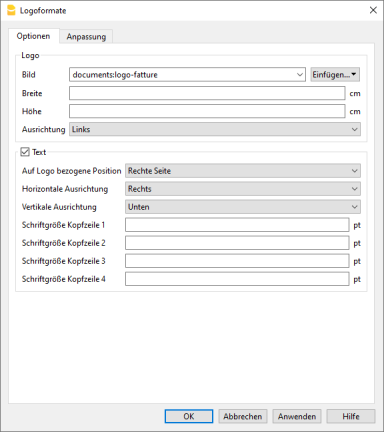 Logoformate
Optionen Anpassung
Logo
Bild documents:logo-fatture Einfügen...
Breite cm
Höhe cm
Ausrichtung Links
Text
Auf Logo bezogene Position Rechte Seite
Horizontale Ausrichtung Rechts
Vertikale Ausrichtung Unten
Schriftgröße Kopfzeile 1 pt
Schriftgröße Kopfzeile 2 pt
Schriftgröße Kopfzeile 3 pt
Schriftgröße Kopfzeile 4 pt
OK Abbrechen Anwenden Hilfe